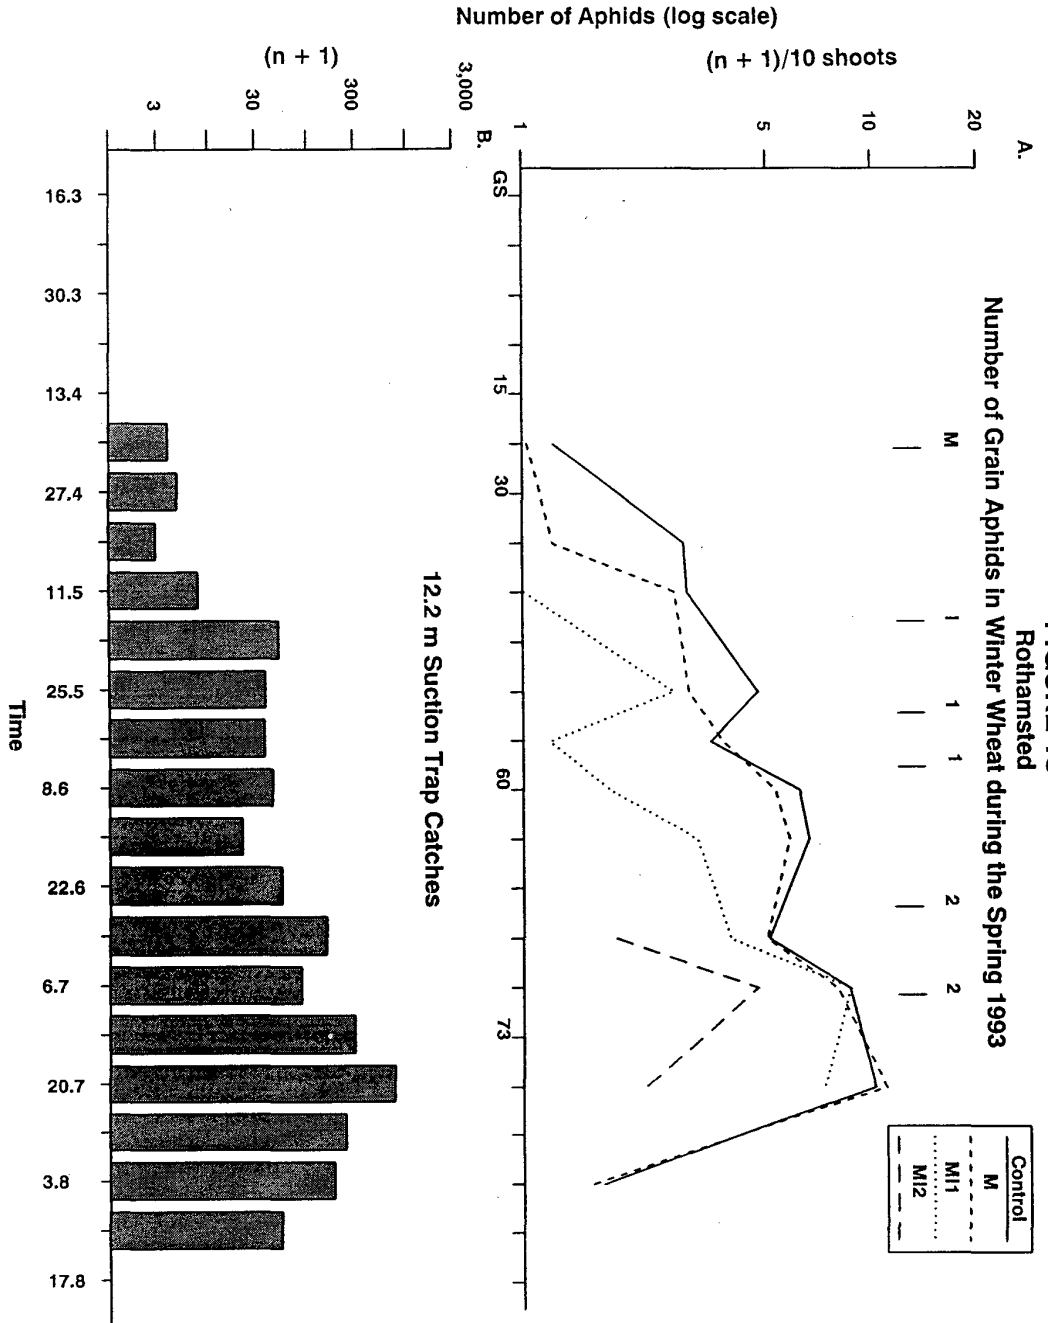 Rothamsted
Number of Grain Aphids in Winter Wheat during the Spring 1993
A.
Number of Aphids (log scale)
(n + 1)/10 shoots
20
10
5
1
M
1
1
1
2
2
Control
M
MI1
MI2
GS
15
30
60
73
B.
12.2 m Suction Trap Catches
(n + 1)
3,000
300
30
3
16.3
30.3
13.4
27.4
11.5
25.5
8.6
22.6
6.7
20.7
3.8
17.8
Time